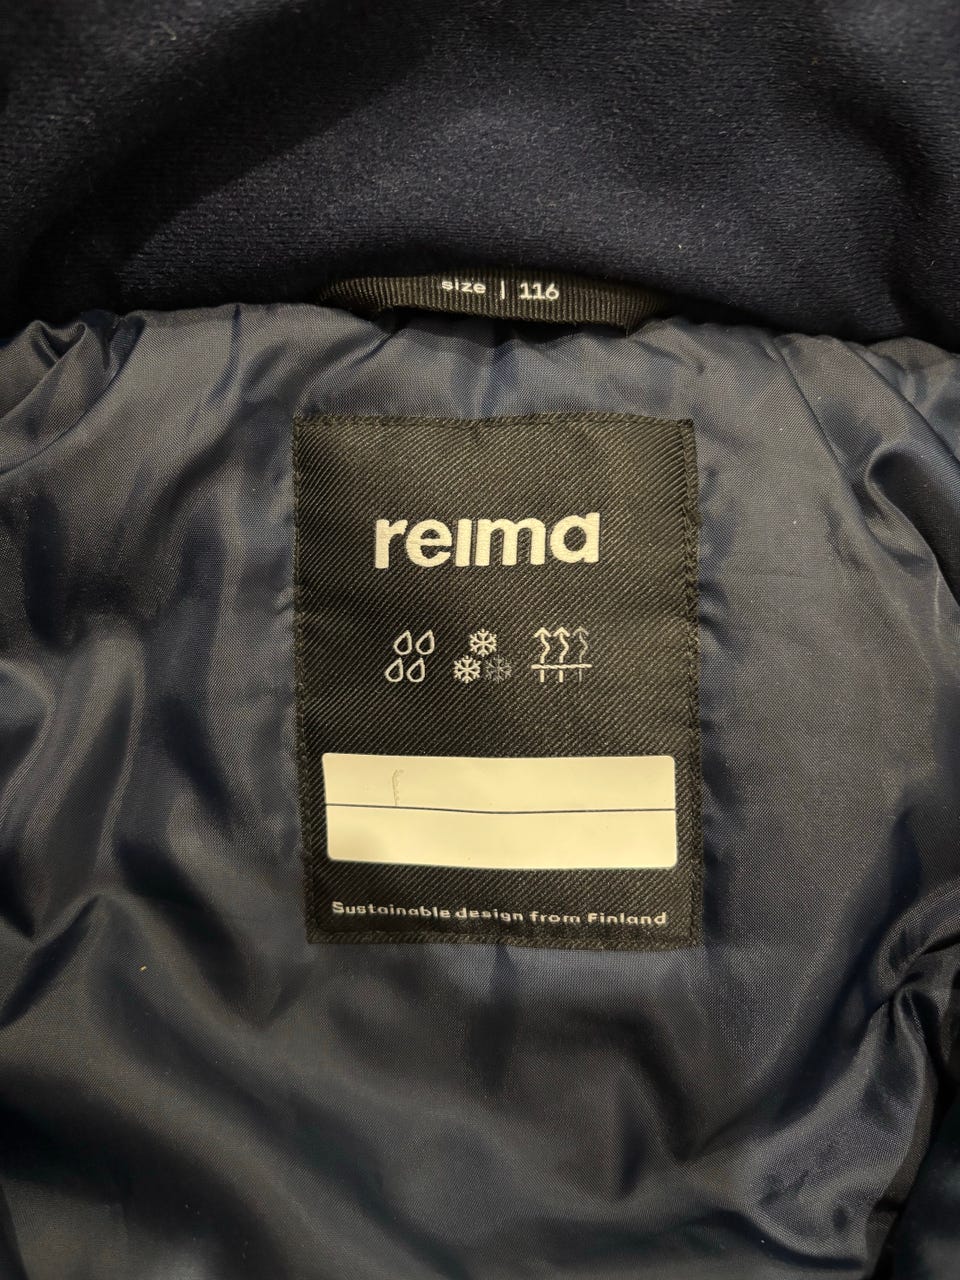 size | 116
reima
Sustainable design from Finland